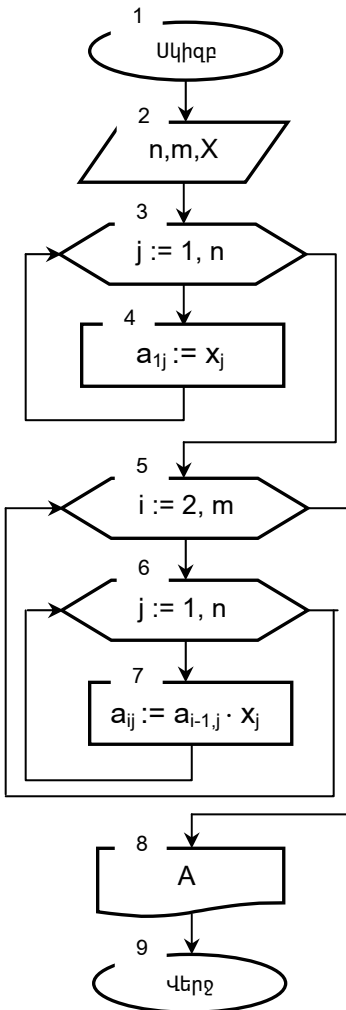 1
Սկիզբ
2
n,m,X
3
j := 1, n
4
a₁ⱼ := xⱼ
5
i := 2, m
6
j := 1, n
7
aᵢⱼ := aᵢ₋₁,ⱼ · xⱼ
8
A
9
Վերջ